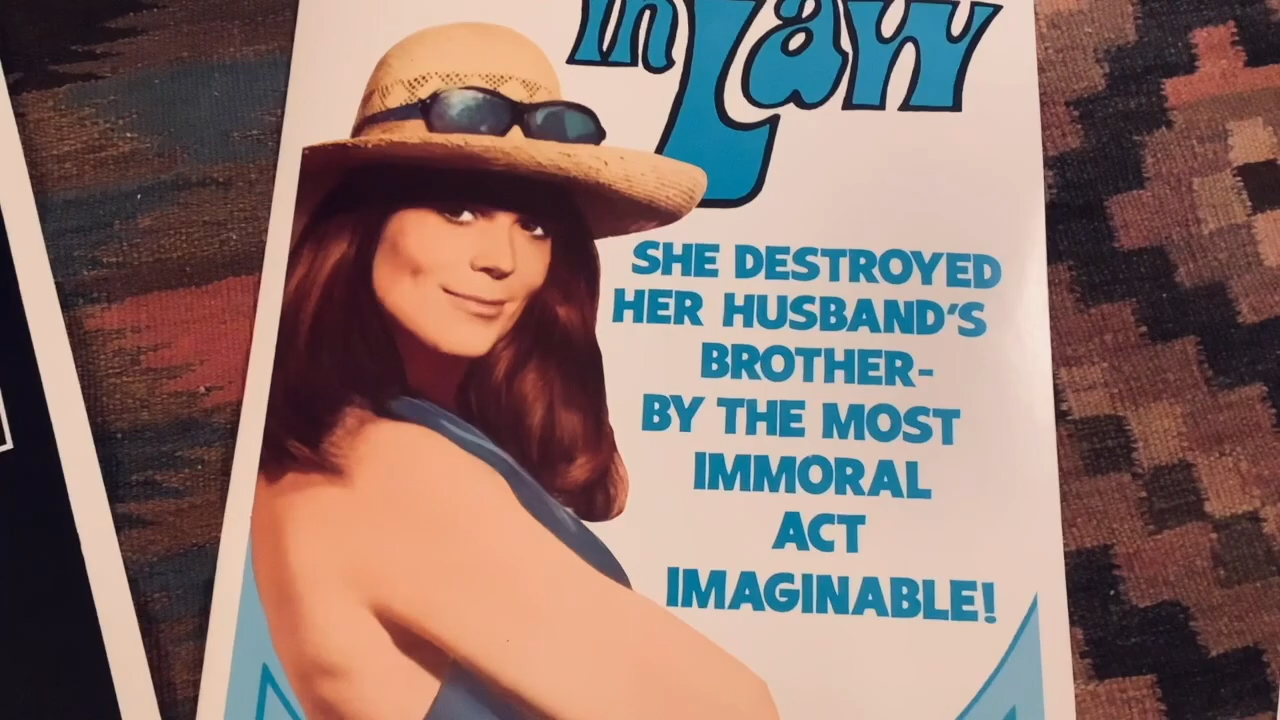 in Law
SHE DESTROYED
HER HUSBAND'S
BROTHER-
BY THE MOST
IMMORAL
ACT
IMAGINABLE!